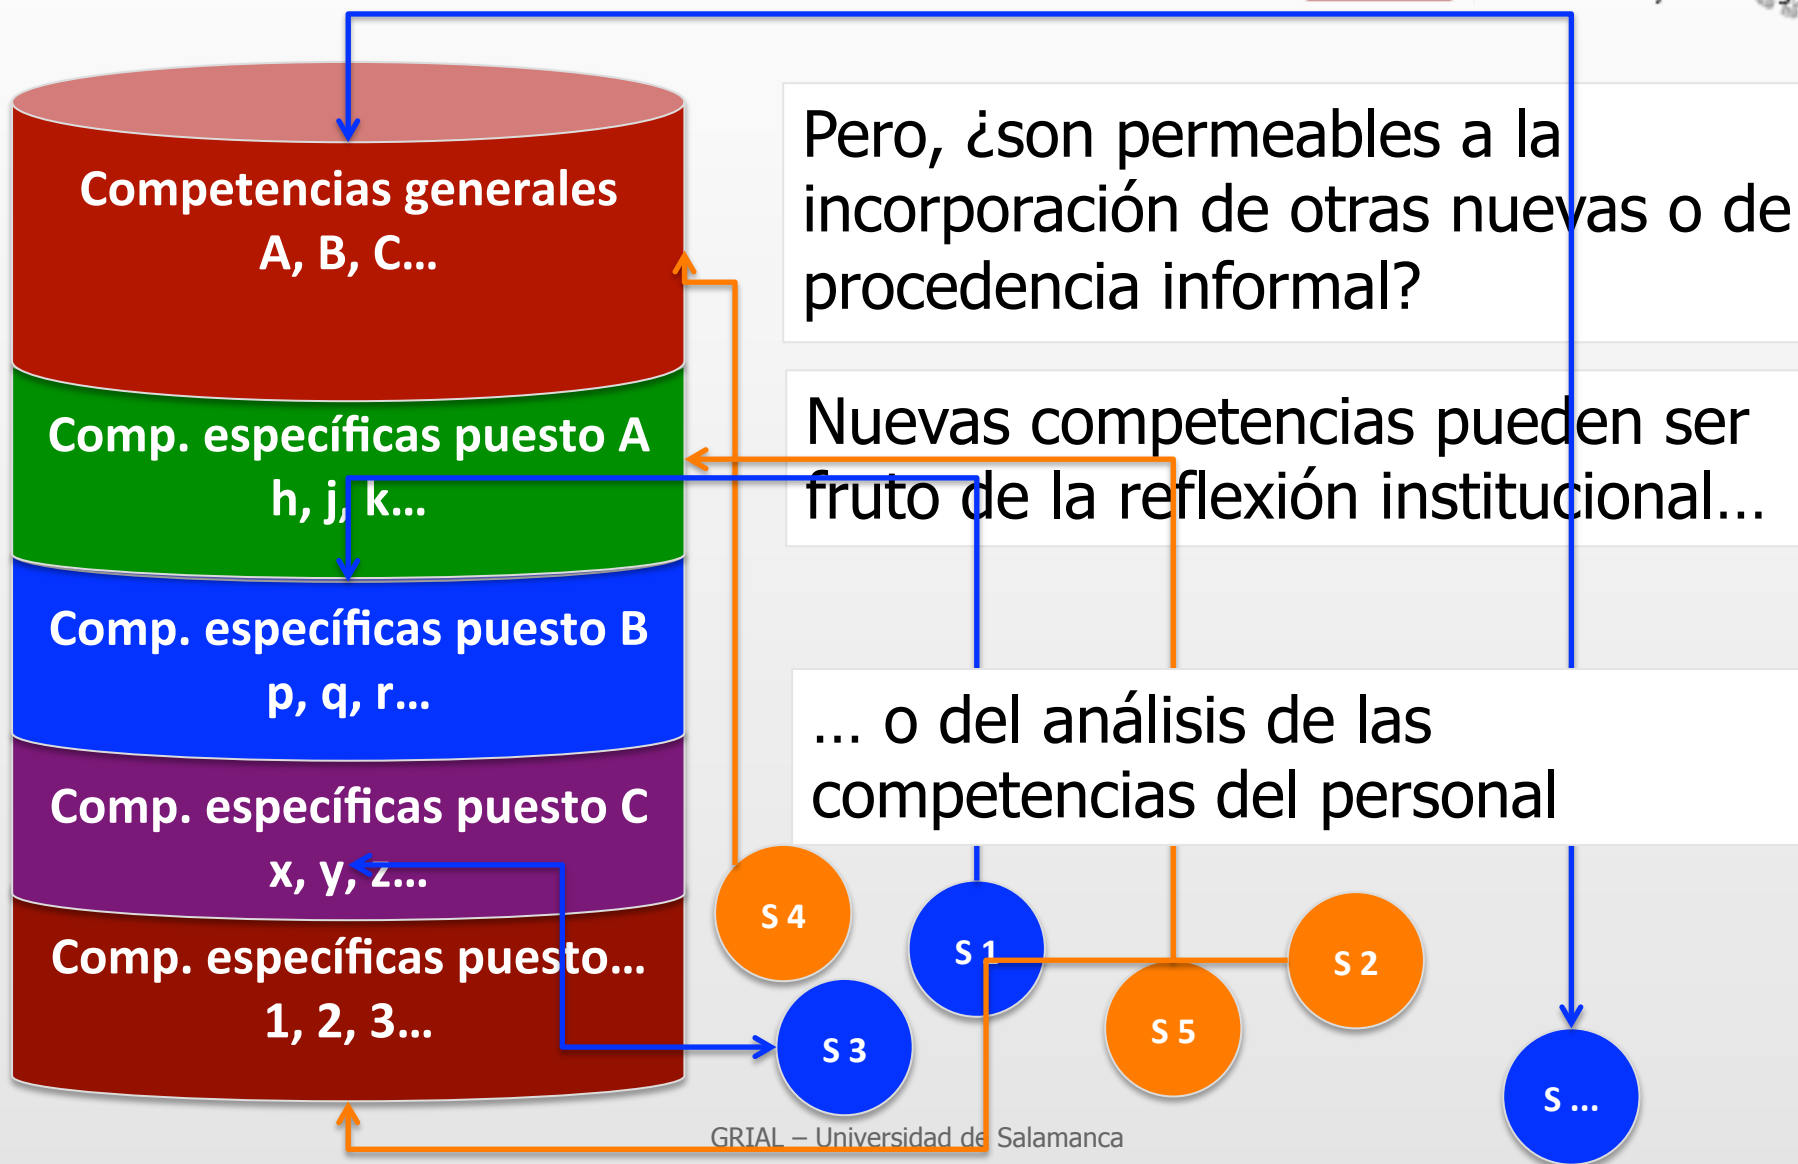 Competencias generales
A, B, C...
Comp. específicas puesto A
h, j, k...
Comp. específicas puesto B
p, q, r...
Comp. específicas puesto C
x, y, z...
Comp. específicas puesto...
1, 2, 3...
Pero, ¿son permeables a la
incorporación de otras nuevas o de
procedencia informal?
Nuevas competencias pueden ser
fruto de la reflexión institucional...
... o del análisis de las
competencias del personal
S 4
S 1
S 2
S 3
S 5
S ...
GRIAL – Universidad de Salamanca